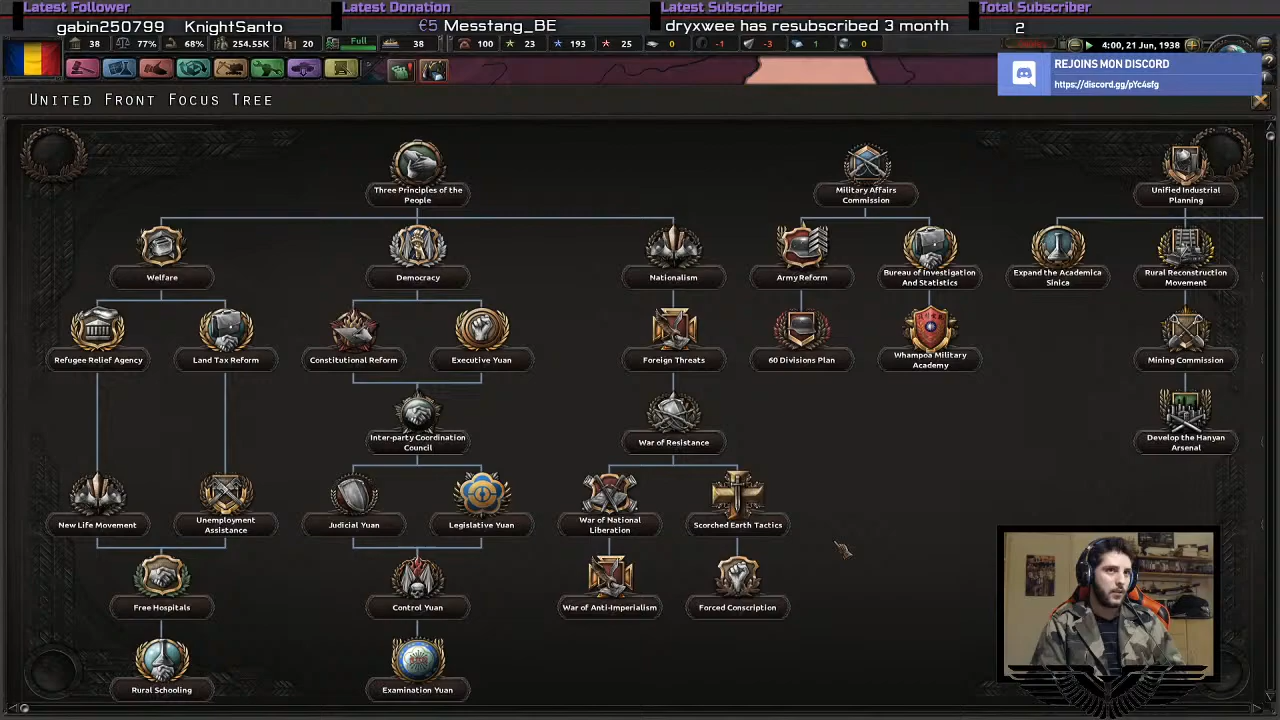 Latest Follower
Latest Donation
Latest Subscriber
Total Subscriber
gabin250799 KnightSanto
€5 Messtang_BE
dryxwee has resubscribed 3 month
2
38
77%
68%
254.55K
20
Full
38
100
23
193
25
0
-1
-3
1
0
4:00, 21 Jun, 1938
REJOINS MON DISCORD
https://discord.gg/pYc4sfg
UNITED FRONT FOCUS TREE
Three Principles of the
People
Military Affairs
Commission
Unified Industrial
Planning
Welfare
Democracy
Nationalism
Army Reform
Bureau of Investigation
And Statistics
Expand the Academica
Sinica
Rural Reconstruction
Movement
Refugee Relief Agency
Land Tax Reform
Constitutional Reform
Executive Yuan
Foreign Threats
60 Divisions Plan
Whampoa Military
Academy
Mining Commission
Inter-party Coordination
Council
War of Resistance
Develop the Hanyan
Arsenal
New Life Movement
Unemployment
Assistance
Judicial Yuan
Legislative Yuan
War of National
Liberation
Scorched Earth Tactics
Free Hospitals
Control Yuan
War of Anti-Imperialism
Forced Conscription
Rural Schooling
Examination Yuan